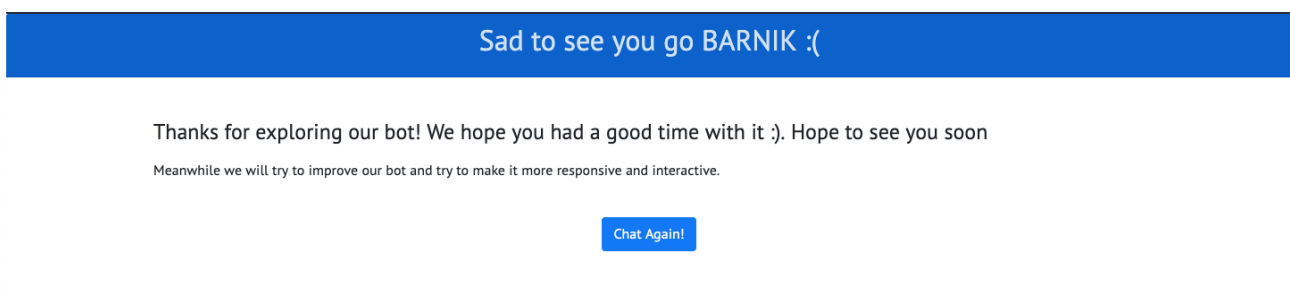 Sad to see you go BARNIK :(
Thanks for exploring our bot! We hope you had a good time with it :). Hope to see you soon
Meanwhile we will try to improve our bot and try to make it more responsive and interactive.
Chat Again!